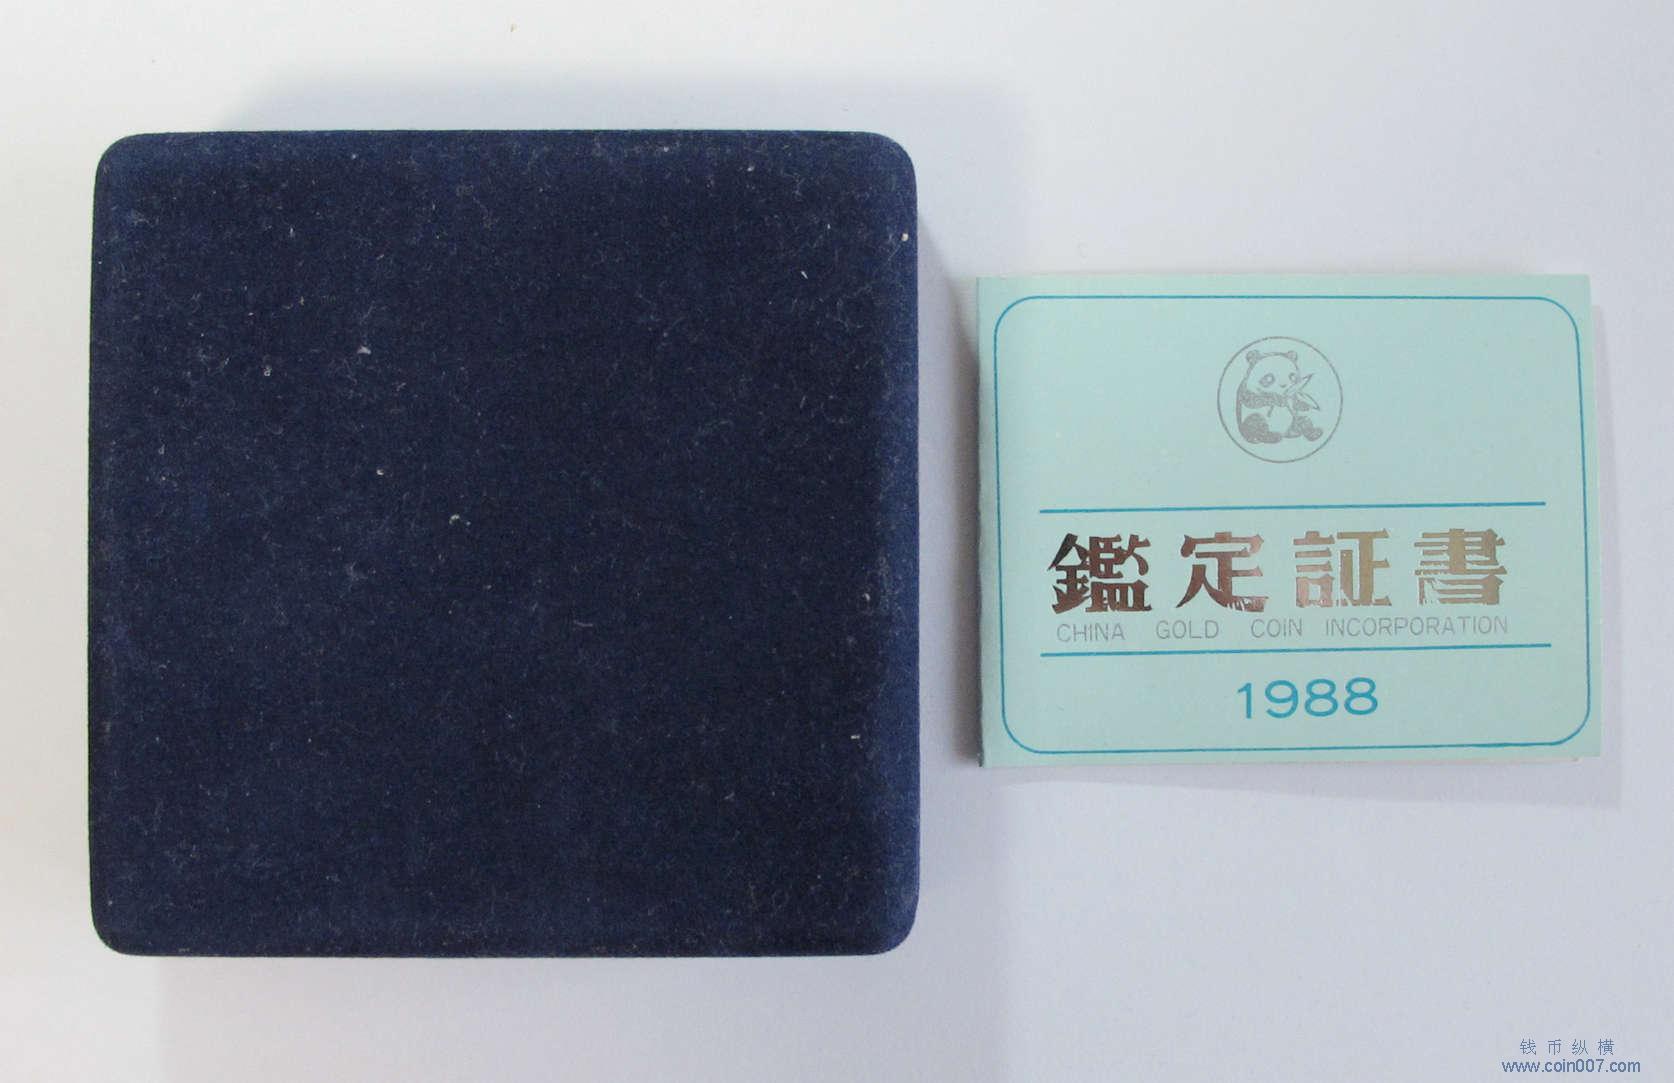 鑑定証書
CHINA GOLD COIN INCORPORATION
1988
钱币纵横
www.coin007.com